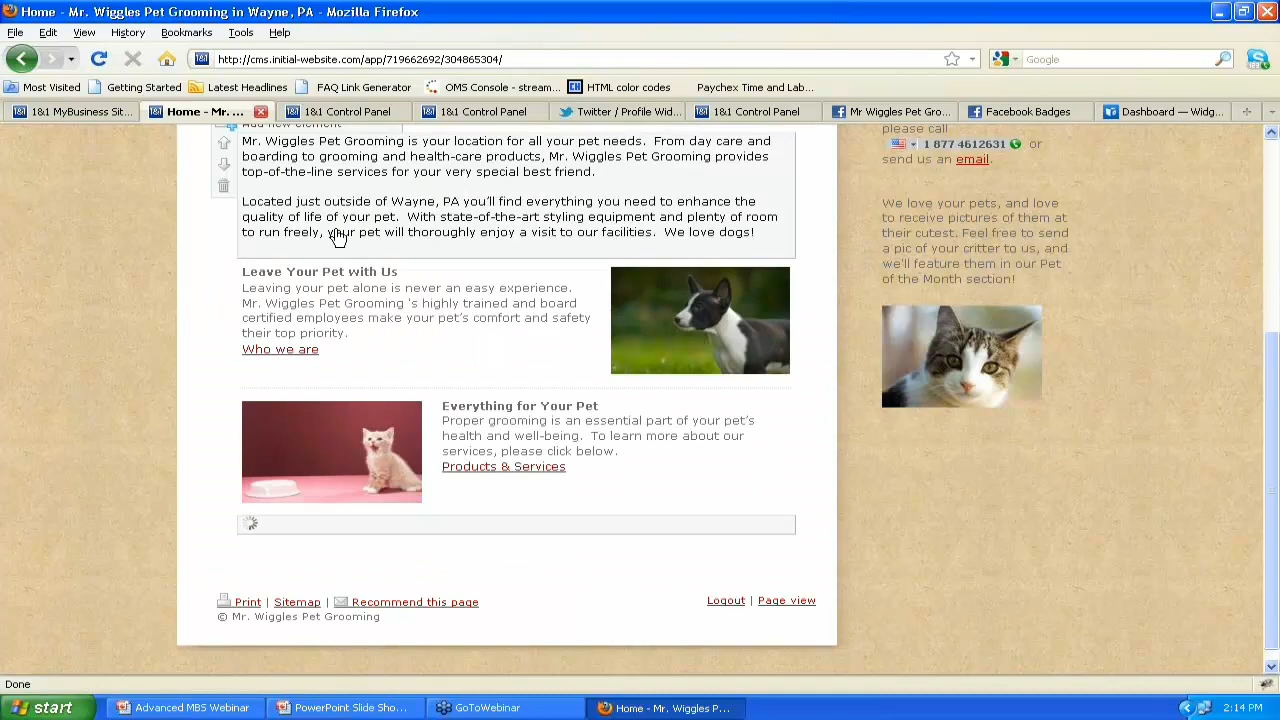 Home - Mr. Wiggles Pet Grooming in Wayne, PA - Mozilla Firefox
File Edit View History Bookmarks Tools Help
http://cms.initial-website.com/app/719662692/304865304/
Google
Most Visited Getting Started Latest Headlines FAQ Link Generator OMS Console - stream... CH HTML color codes Paychex Time and Lab...
1&1 MyBusiness Sit... Home - Mr. ... 1&1 Control Panel 1&1 Control Panel Twitter / Profile Wid... 1&1 Control Panel Mr Wiggles Pet Gro... Facebook Badges Dashboard — Widg...
Add new element
Mr. Wiggles Pet Grooming is your location for all your pet needs. From day care and
boarding to grooming and health-care products, Mr. Wiggles Pet Grooming provides
top-of-the-line services for your very special best friend.
Located just outside of Wayne, PA you'll find everything you need to enhance the
quality of life of your pet. With state-of-the-art styling equipment and plenty of room
to run freely, your pet will thoroughly enjoy a visit to our facilities. We love dogs!
Leave Your Pet with Us
Leaving your pet alone is never an easy experience.
Mr. Wiggles Pet Grooming 's highly trained and board
certified employees make your pet's comfort and safety
their top priority.
Who we are
Everything for Your Pet
Proper grooming is an essential part of your pet's
health and well-being. To learn more about our
services, please click below.
Products & Services
please call
1 877 4612631 or
send us an email.
We love your pets, and love
to receive pictures of them at
their cutest. Feel free to send
a pic of your critter to us, and
we'll feature them in our Pet
of the Month section!
Print | Sitemap | Recommend this page
Logout | Page view
© Mr. Wiggles Pet Grooming
Done
start Advanced MBS Webinar PowerPoint Slide Sho... GoToWebinar Home - Mr. Wiggles P... 2:14 PM